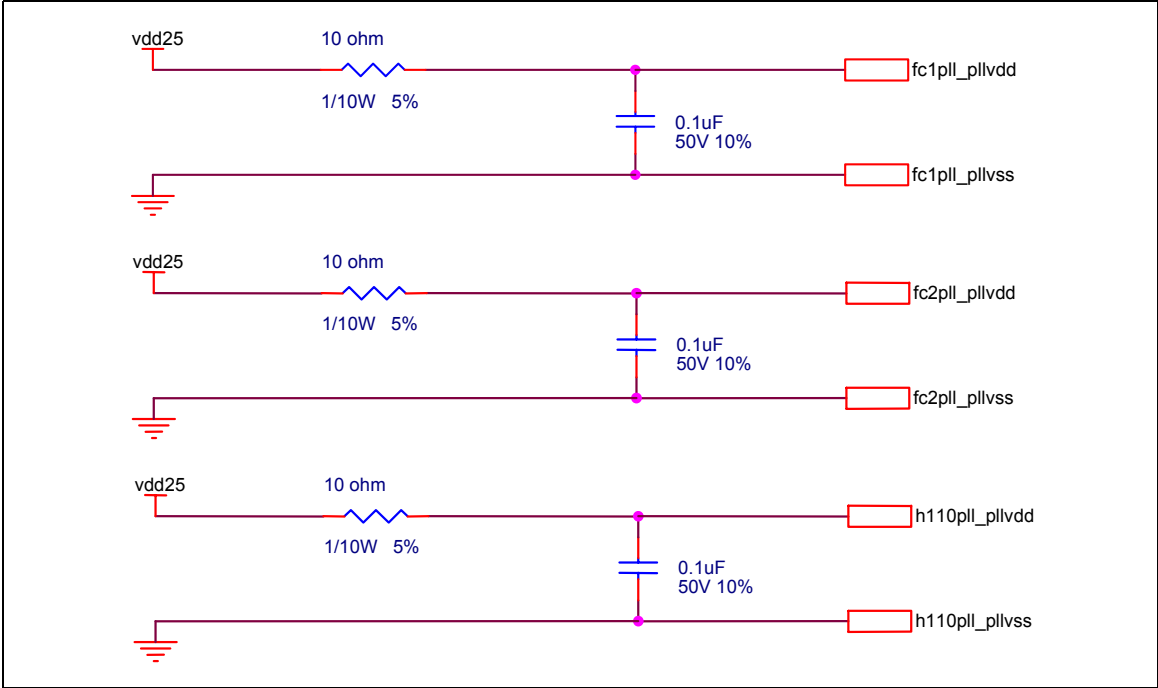 vdd25
10 ohm
1/10W 5%
fc1pll_pllvdd
0.1uF
50V 10%
fc1pll_pllvss
vdd25
10 ohm
1/10W 5%
fc2pll_pllvdd
0.1uF
50V 10%
fc2pll_pllvss
vdd25
10 ohm
1/10W 5%
h110pll_pllvdd
0.1uF
50V 10%
h110pll_pllvss